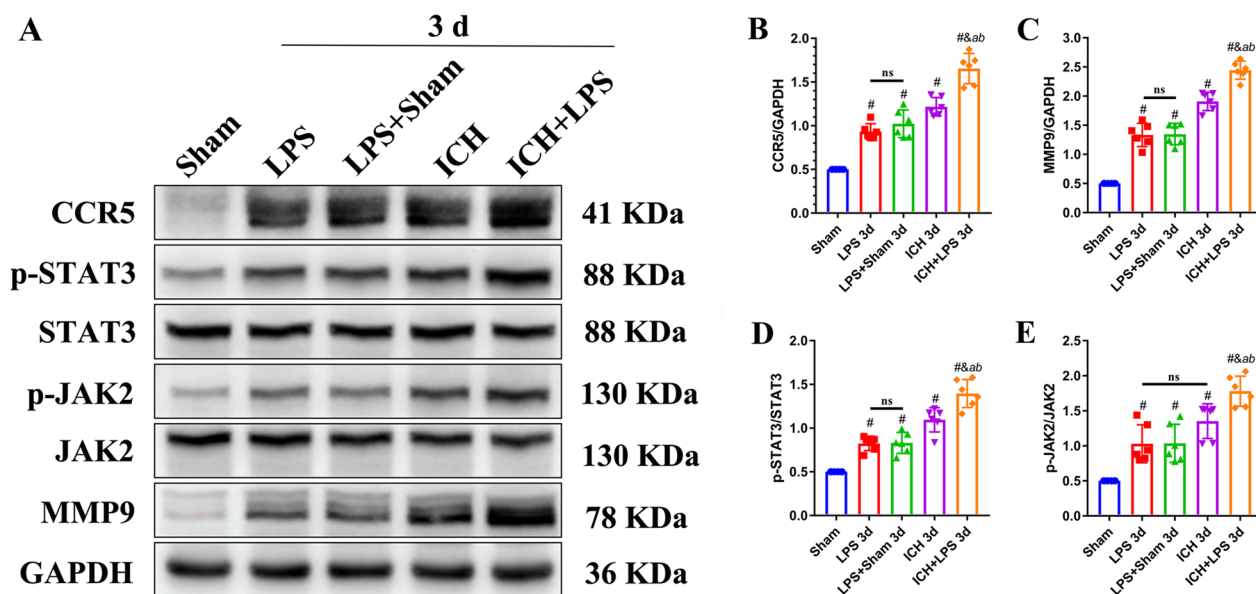 A
3 d
Sham
LPS
LPS+Sham
ICH
ICH+LPS
CCR5
41 KDa
p-STAT3
88 KDa
STAT3
88 KDa
p-JAK2
130 KDa
JAK2
130 KDa
MMP9
78 KDa
GAPDH
36 KDa
B
CCR5/GAPDH
2.0
1.5
1.0
0.5
0.0
#
ns
#
#
#&ab
Sham
LPS 3d
LPS+Sham 3d
ICH 3d
ICH+LPS 3d
C
MMP9/GAPDH
3.0
2.5
2.0
1.5
1.0
0.5
0.0
#
ns
#
#
#&ab
Sham
LPS 3d
LPS+Sham 3d
ICH 3d
ICH+LPS 3d
D
p-STAT3/STAT3
2.0
1.5
1.0
0.5
0.0
#
ns
#
#
#&ab
Sham
LPS 3d
LPS+Sham 3d
ICH 3d
ICH+LPS 3d
E
p-JAK2/JAK2
2.5
2.0
1.5
1.0
0.5
0.0
ns
#
#
#
#&ab
Sham
LPS 3d
LPS+Sham 3d
ICH 3d
ICH+LPS 3d